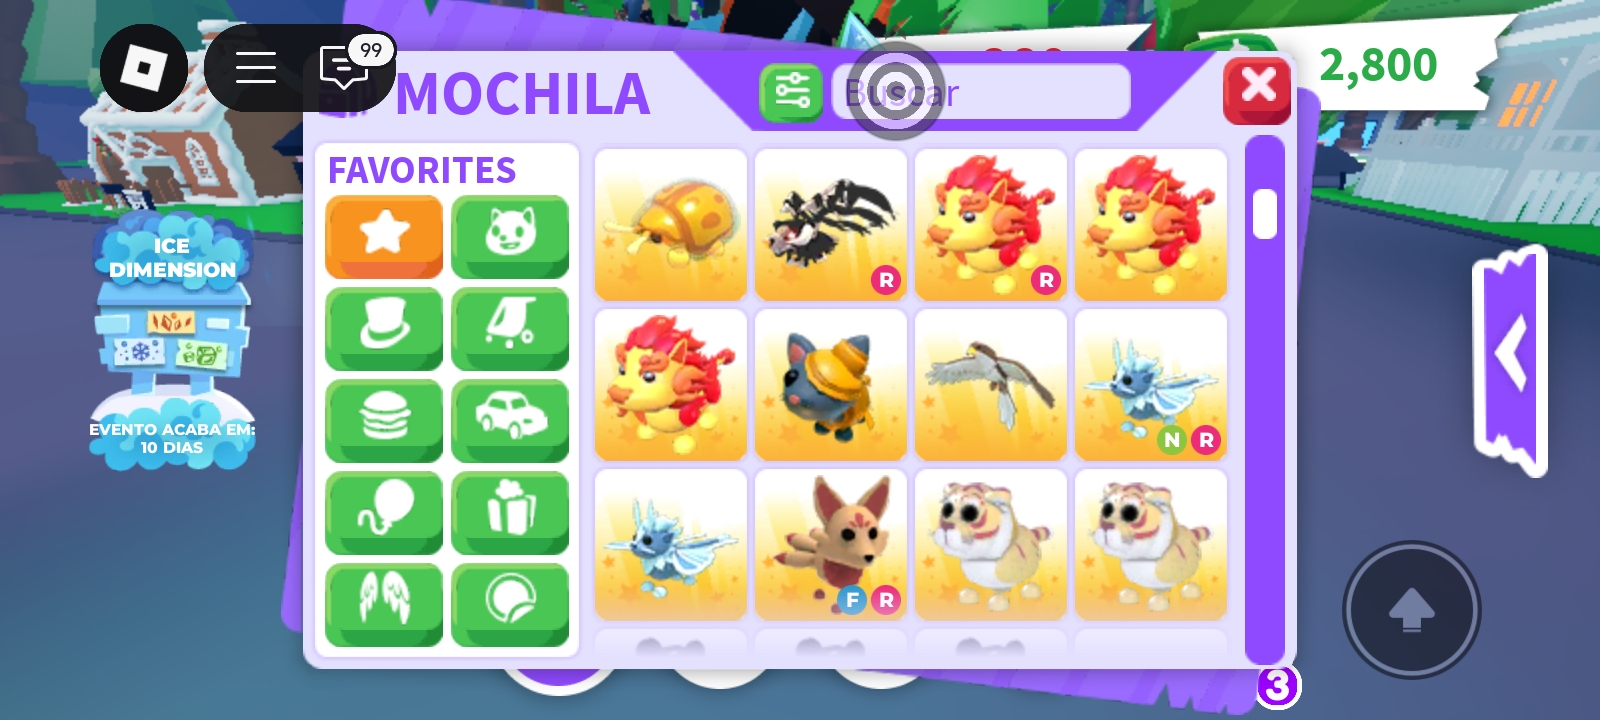 99
MOCHILA
Buscar
2,800
FAVORITES
R
R
ICE
DIMENSION
N R
EVENTO ACABA EM:
10 DIAS
F R
3